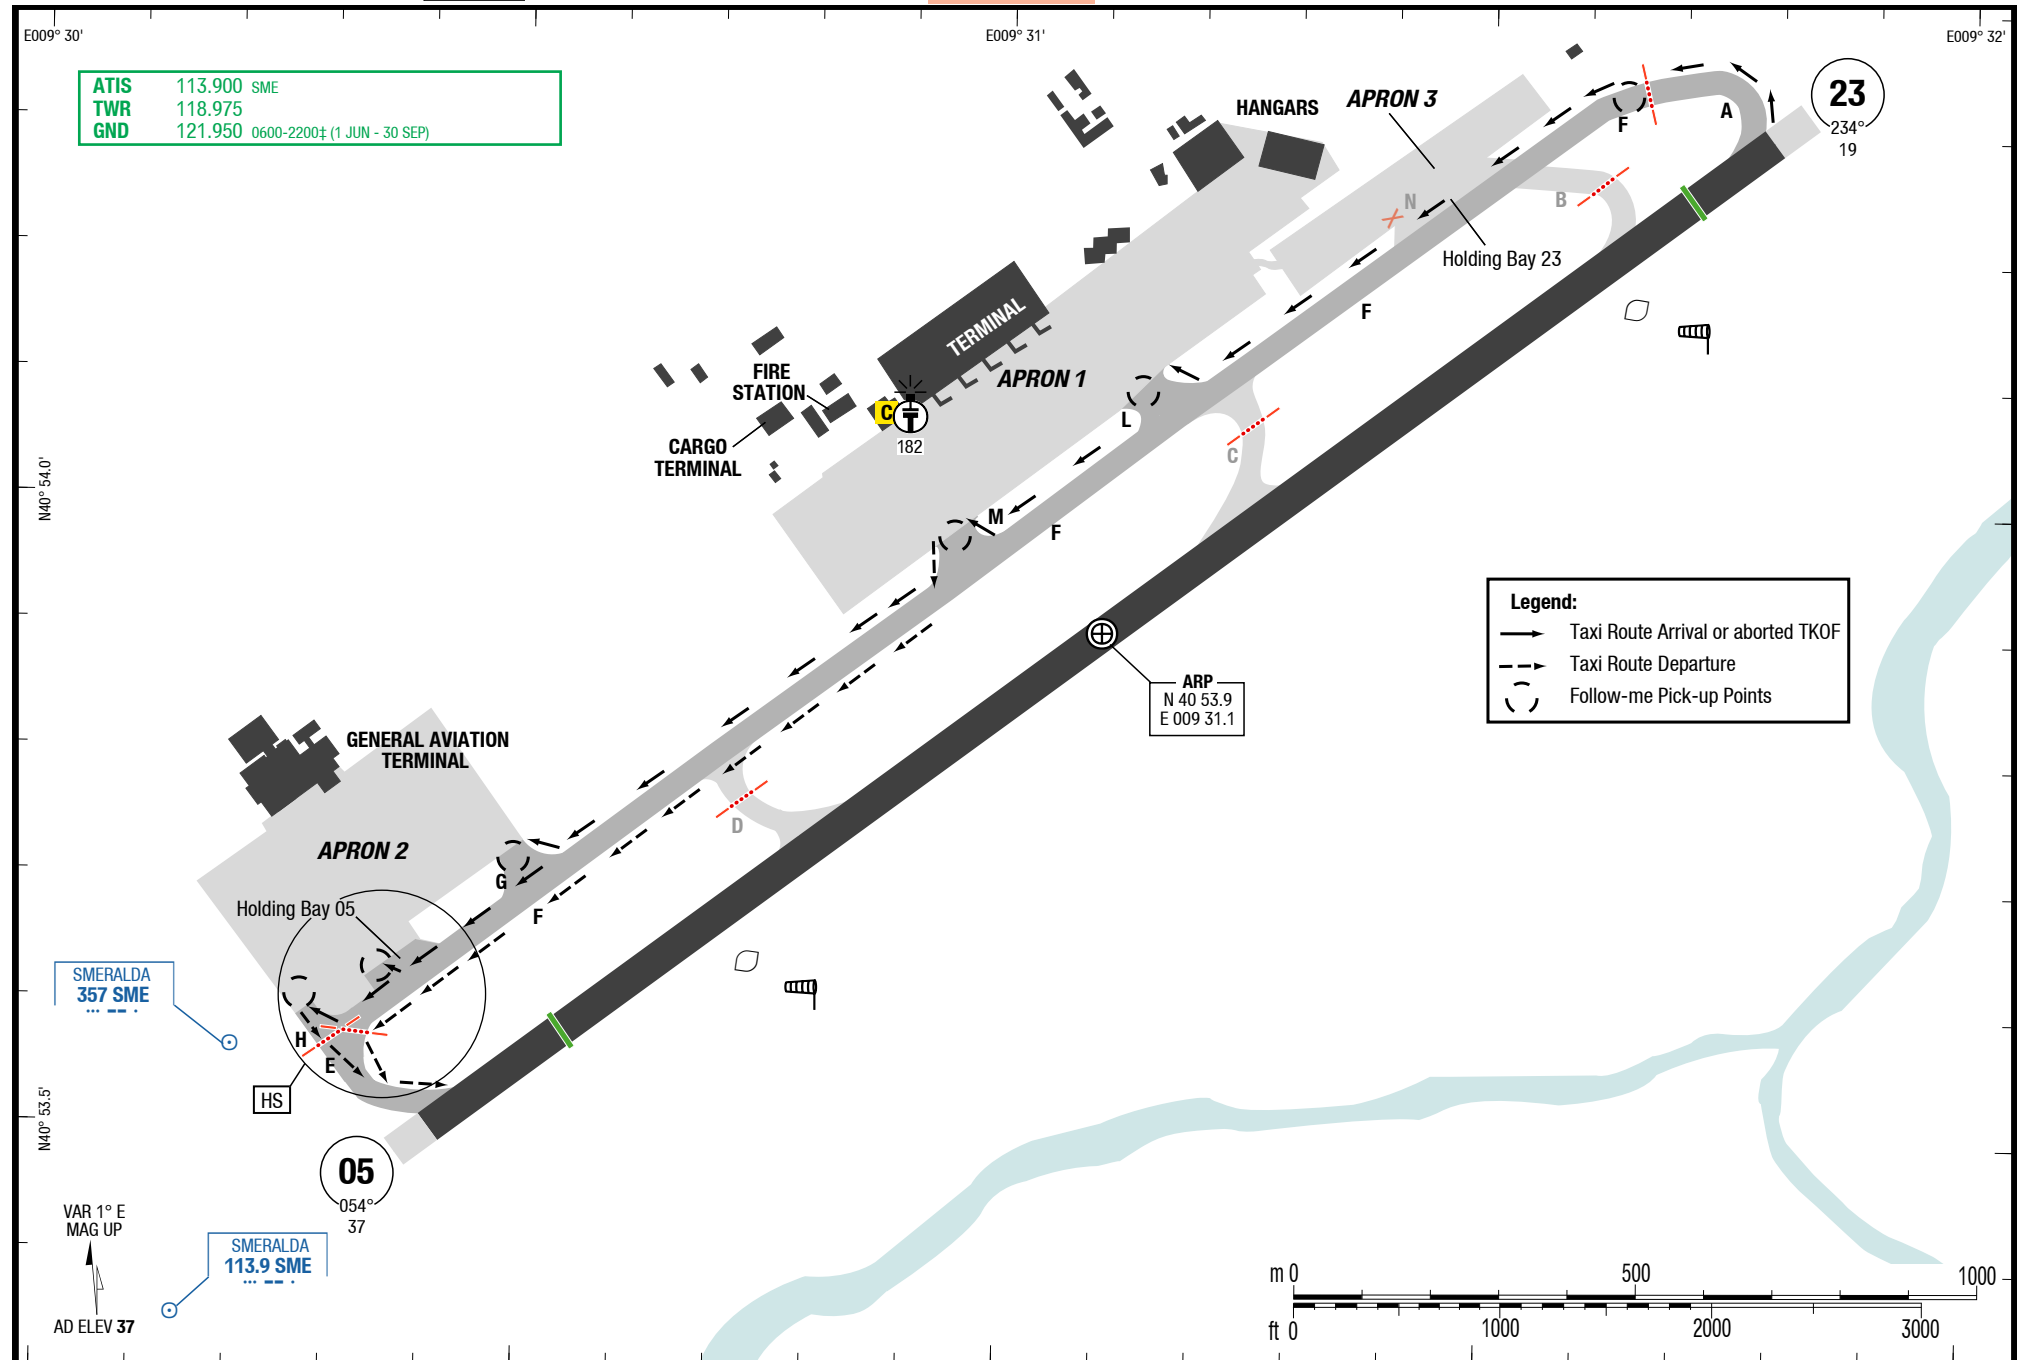 E009° 30'
E009° 31'
E009° 32'
ATIS 113.900 SME
TWR 118.975
GND 121.950 0600-2200‡ (1 JUN - 30 SEP)
HANGARS
APRON 3
23
234°
19
A
F
B
N
Holding Bay 23
F
TERMINAL
APRON 1
FIRE
STATION
C
182
CARGO
TERMINAL
L
C
N40° 54.0'
M
F
Legend:
Taxi Route Arrival or aborted TKOF
Taxi Route Departure
Follow-me Pick-up Points
ARP
N 40 53.9
E 009 31.1
GENERAL AVIATION
TERMINAL
D
APRON 2
G
Holding Bay 05
F
SMERALDA
357 SME
H
E
HS
N40° 53.5'
05
054°
37
VAR 1° E
MAG UP
SMERALDA
113.9 SME
AD ELEV 37
m 0 500 1000
ft 0 1000 2000 3000